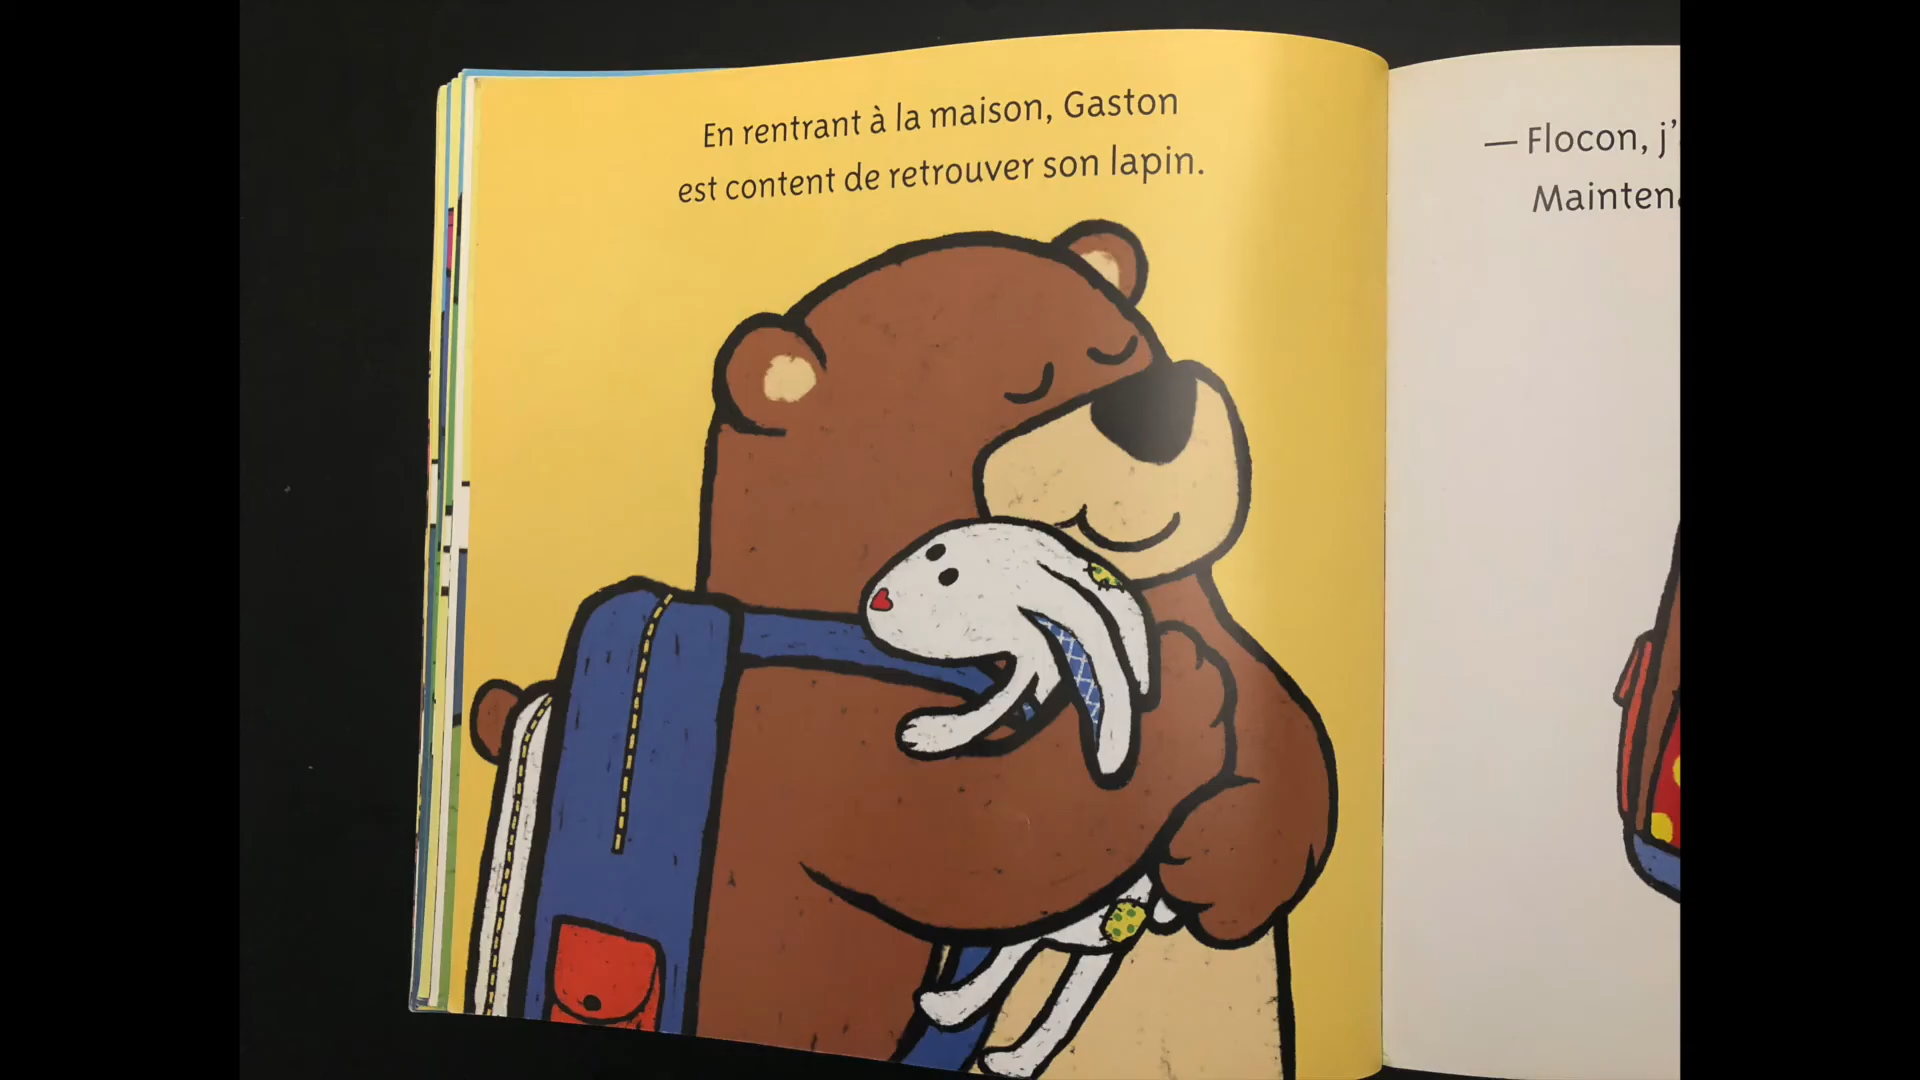 En rentrant à la maison, Gaston
est content de retrouver son lapin.
— Flocon, j'